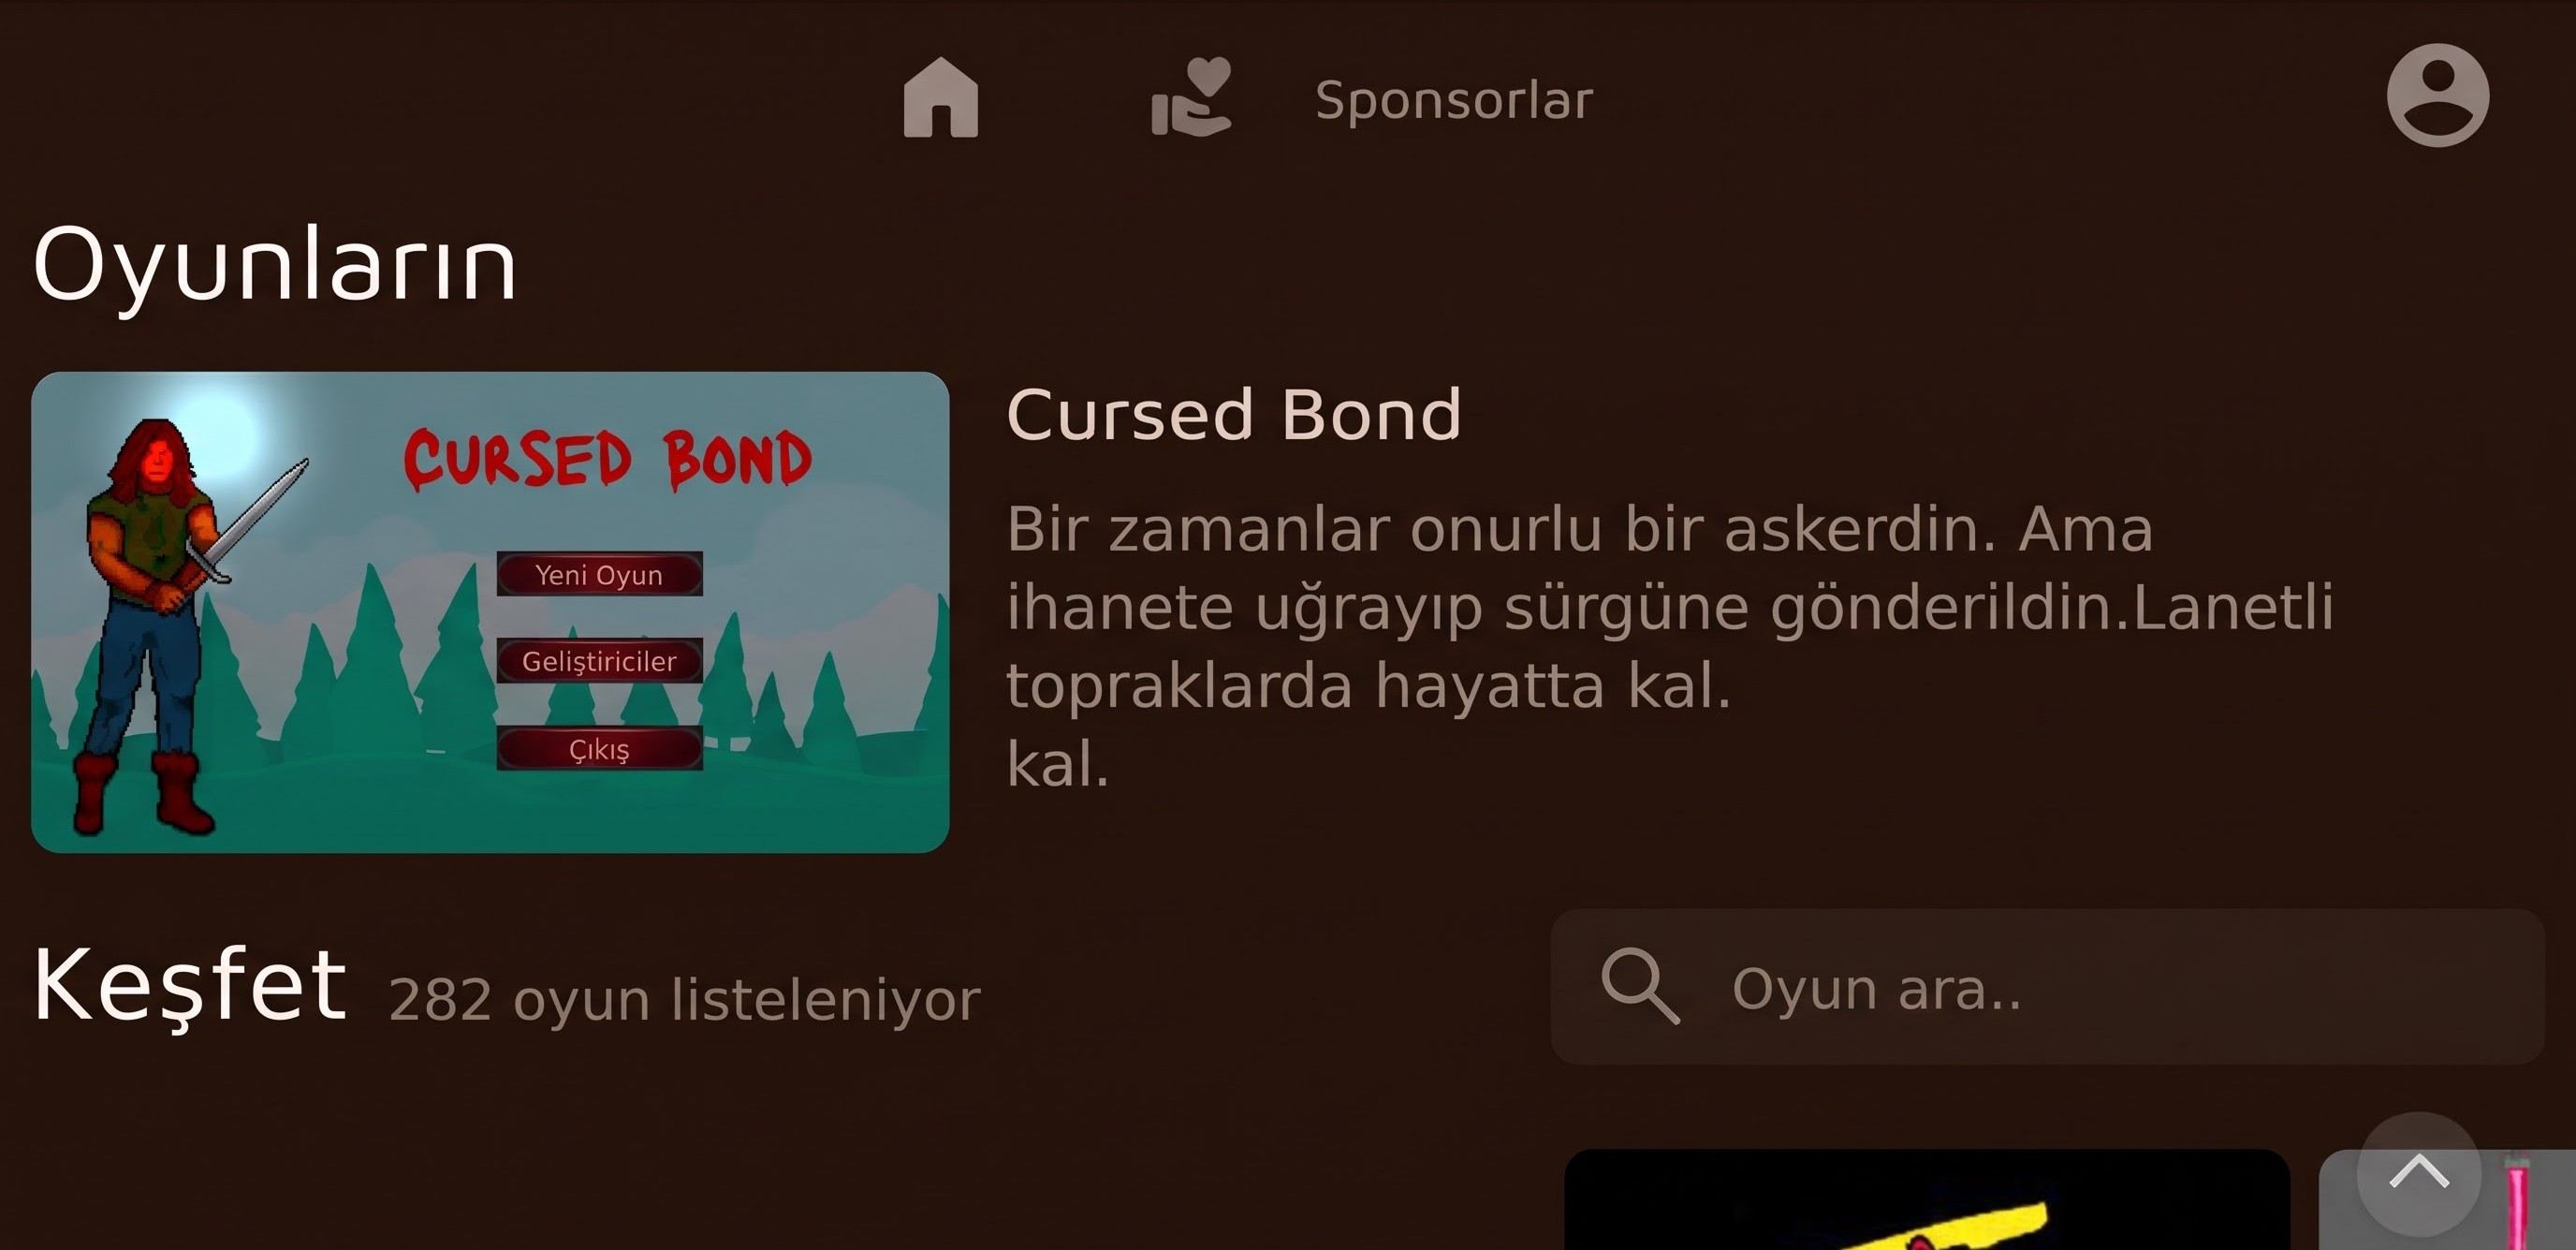 Sponsorlar
Oyunların
CURSED BOND
Yeni Oyun
Geliştiriciler
Çıkış
Cursed Bond
Bir zamanlar onurlu bir askerdin. Ama
ihanete uğrayıp sürgüne gönderildin.Lanetli
topraklarda hayatta kal.
kal.
Keşfet 282 oyun listeleniyor
Oyun ara..